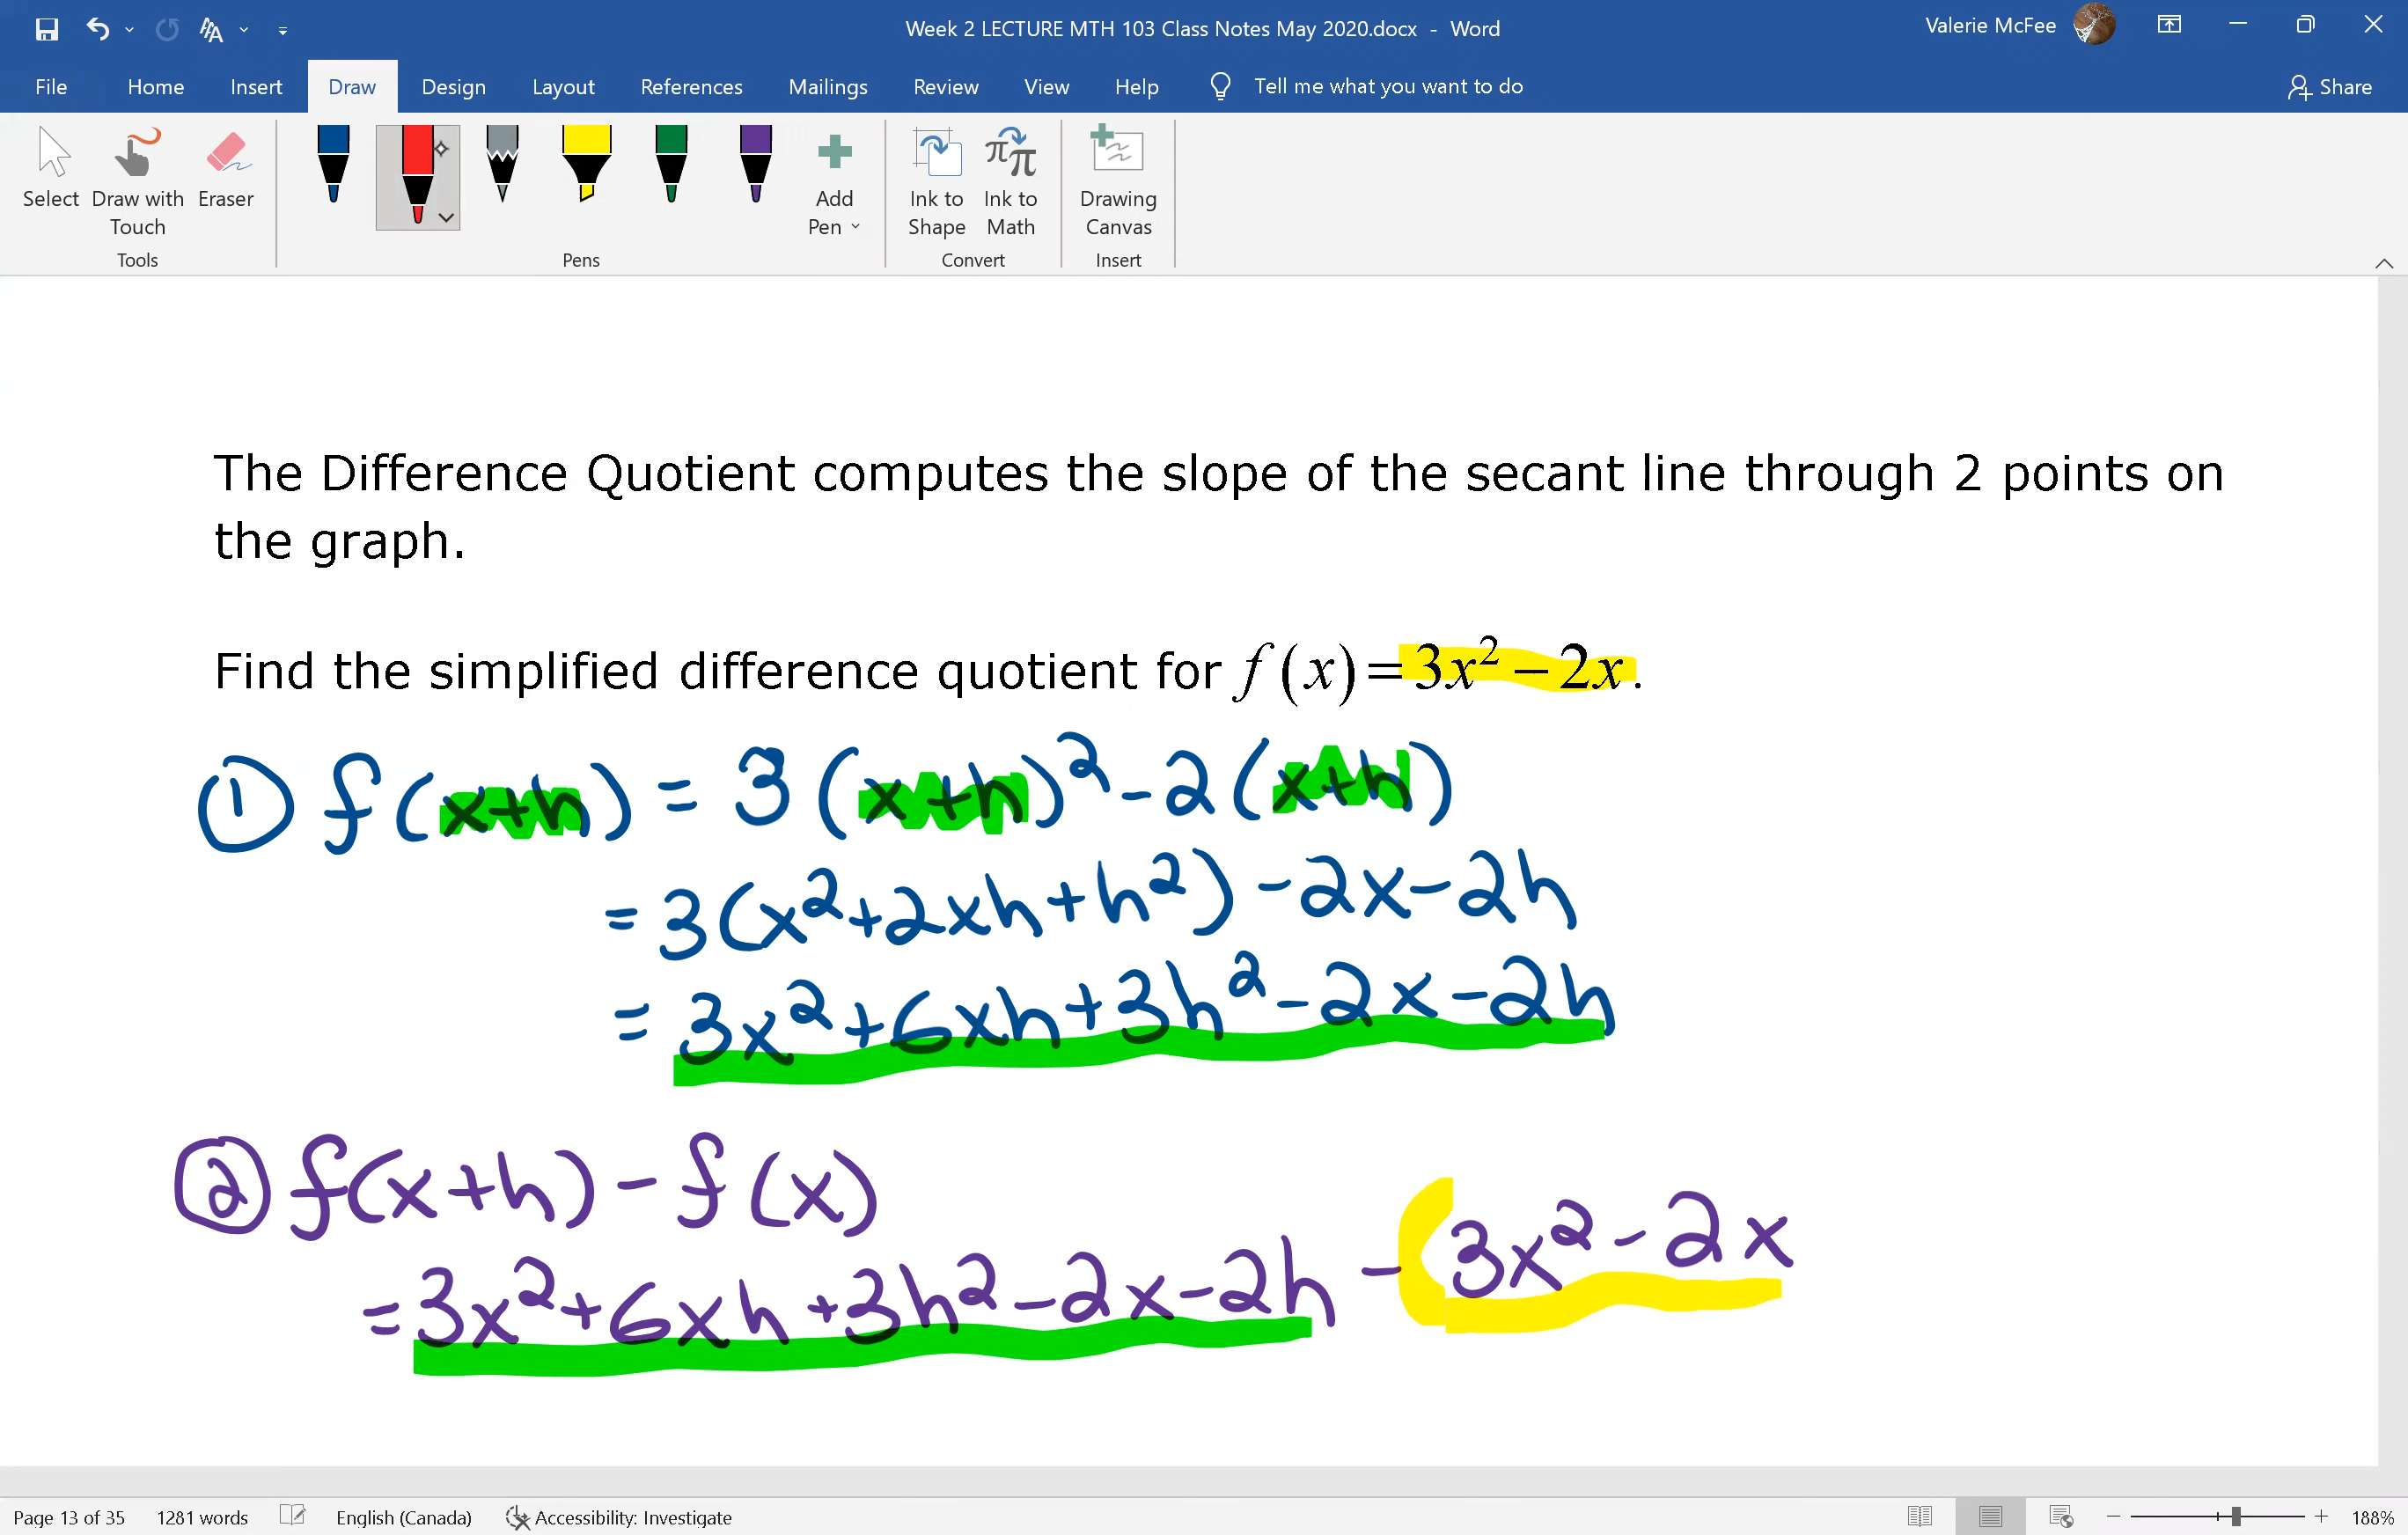 Week 2 LECTURE MTH 103 Class Notes May 2020.docx - Word
Valerie McFee
File Home Insert Draw Design Layout References Mailings Review View Help Tell me what you want to do Share
Select Draw with Touch Eraser Add Pen Ink to Shape Ink to Math Drawing Canvas
Tools Pens Convert Insert
The Difference Quotient computes the slope of the secant line through 2 points on
the graph.
Find the simplified difference quotient for f(x)=3x²−2x.
① f(x+h) = 3(x+h)²-2(x+h)
= 3(x²+2xh+h²)-2x-2h
= 3x²+6xh+3h²-2x-2h
② f(x+h)-f(x)
=3x²+6xh+3h²-2x-2h - (3x²-2x
Page 13 of 35 1281 words English (Canada) Accessibility: Investigate 188%